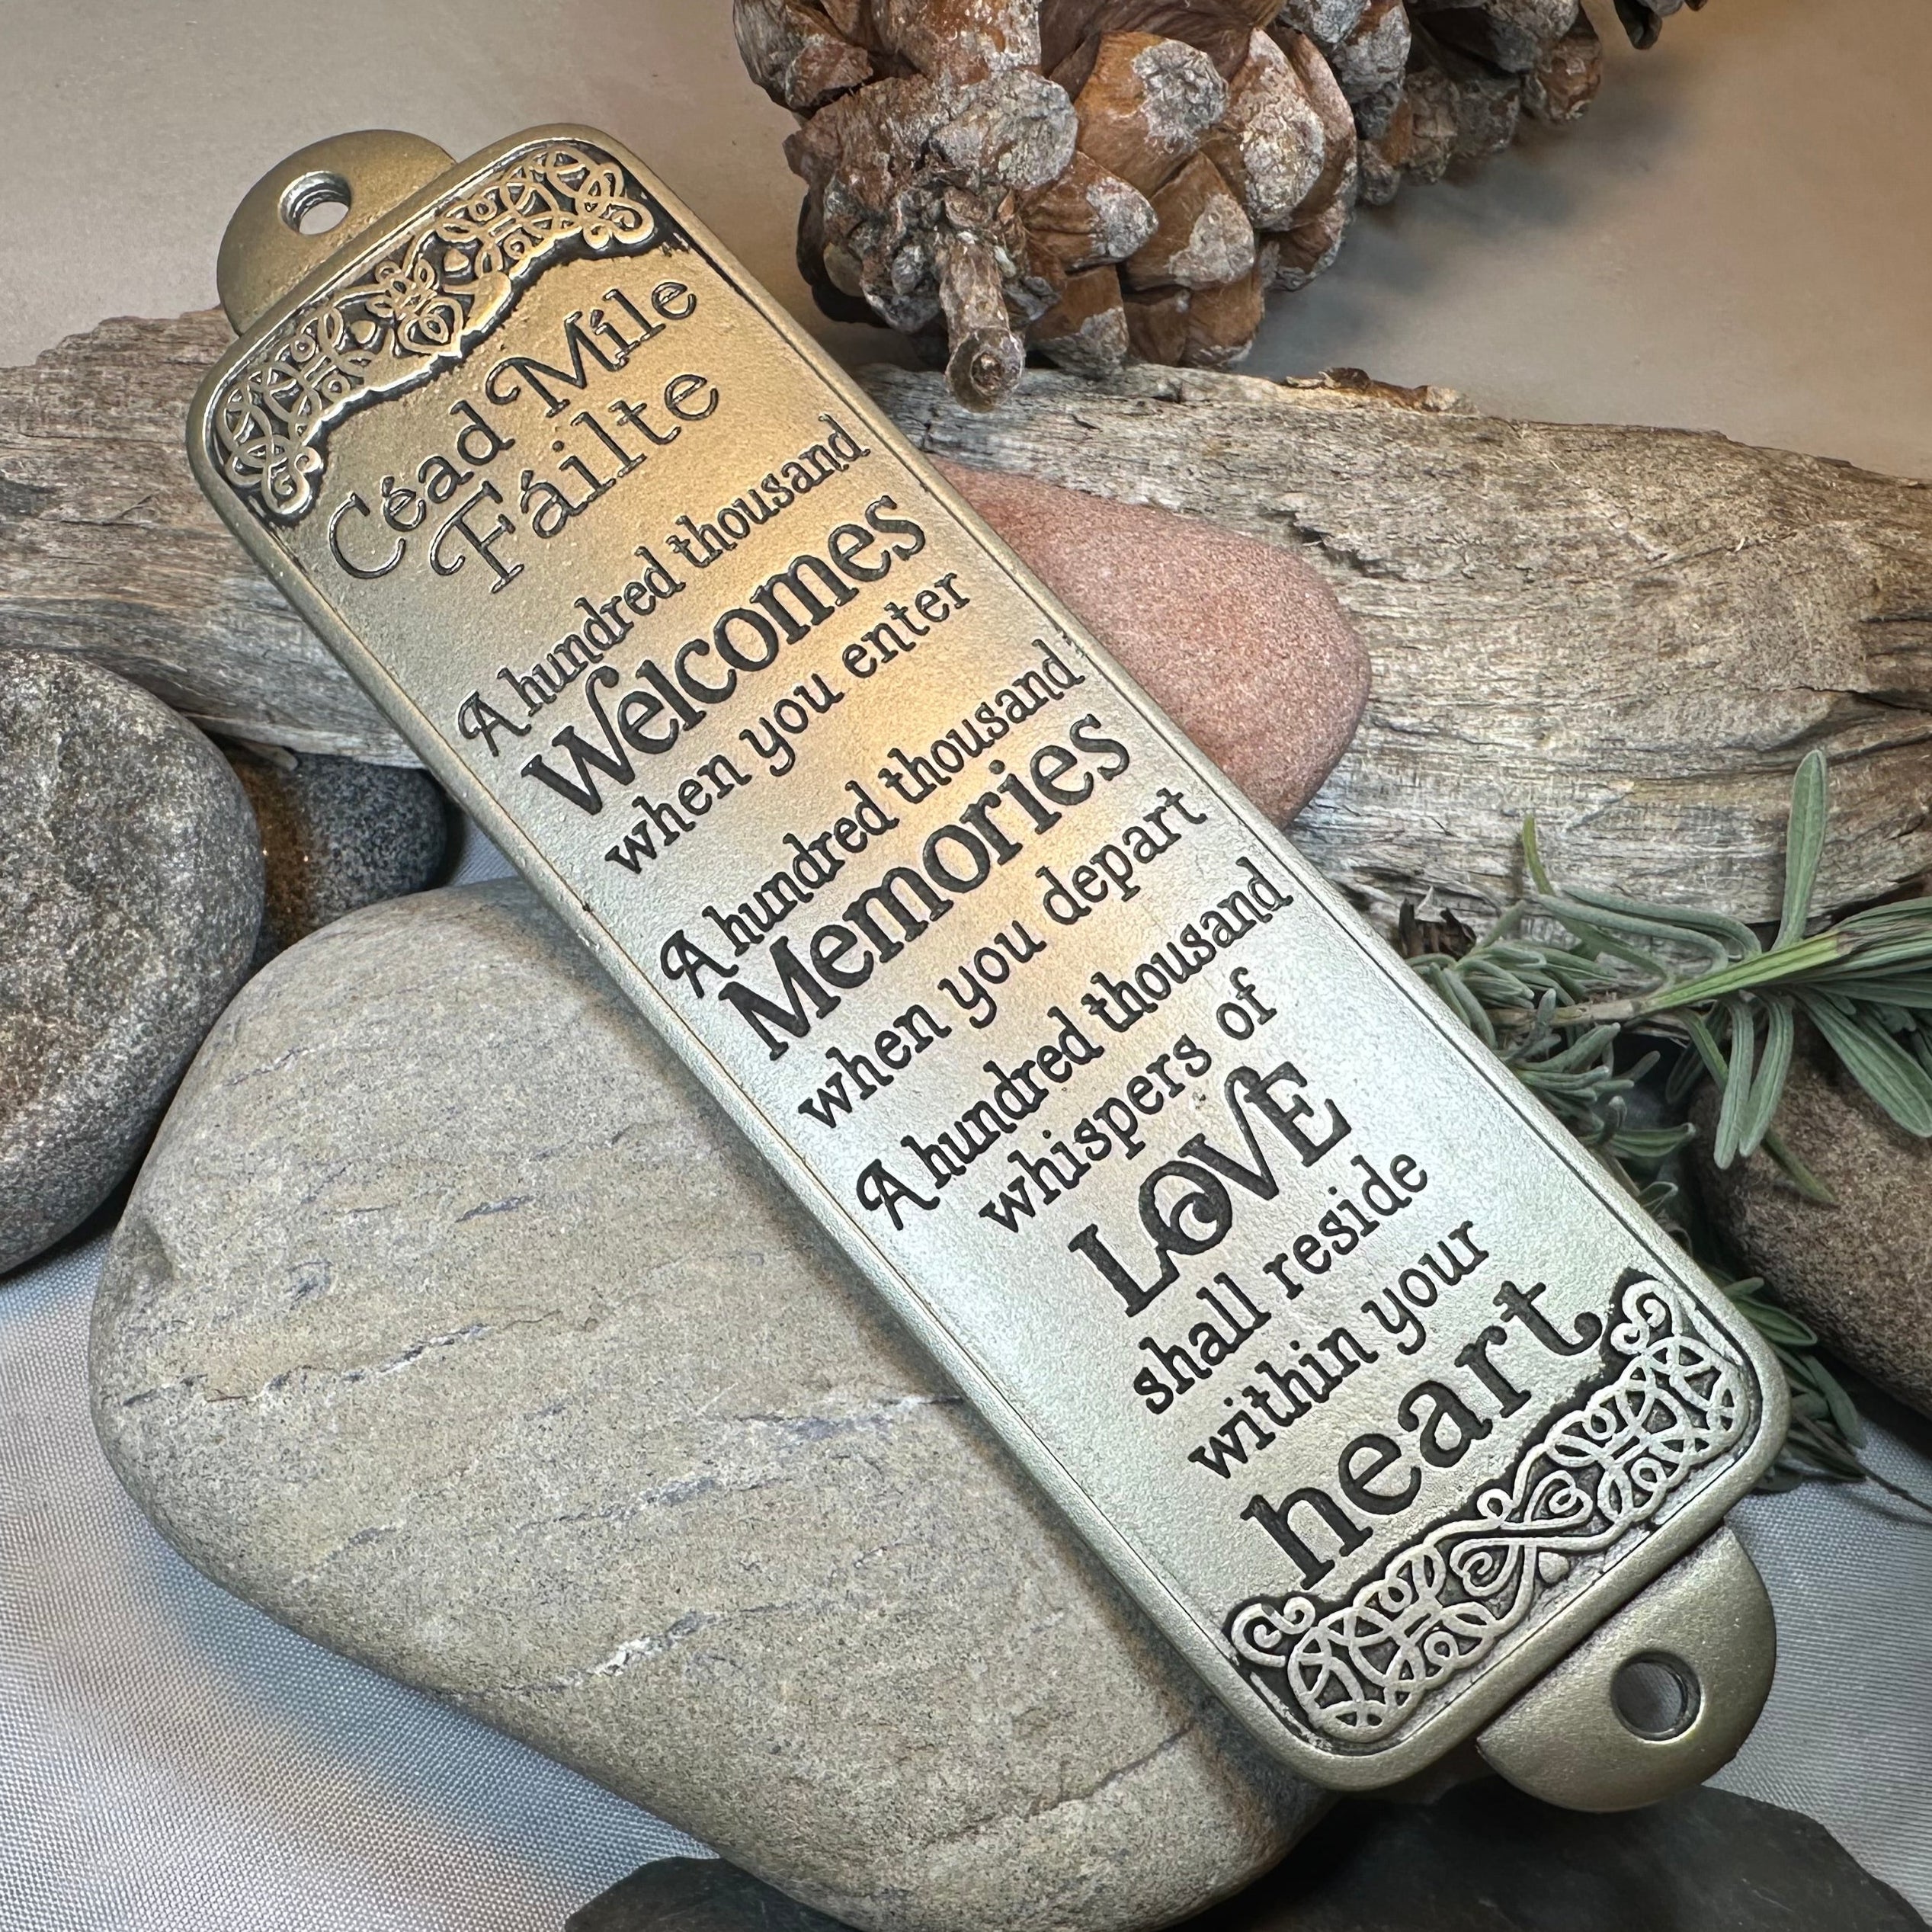 Céad Míle
Fáilte
A hundred thousand
Welcomes
when you enter
A hundred thousand
Memories
when you depart
A hundred thousand
whispers of
LOVE
shall reside
within your
heart